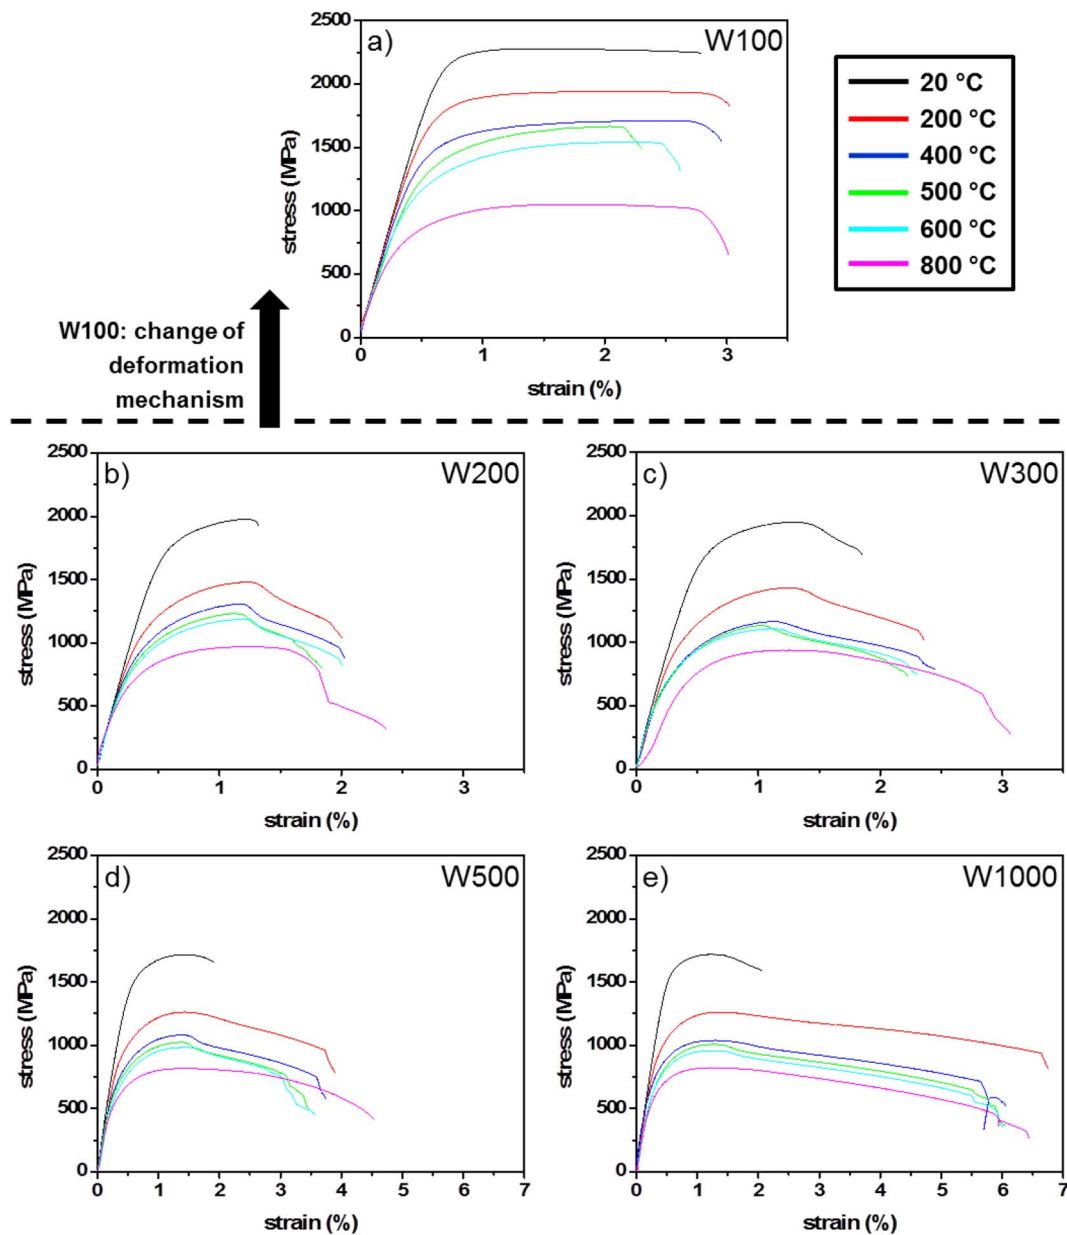 a) W100
2500
2000
1500
1000
500
0
stress (MPa)
0 1 2 3
strain (%)
20 °C
200 °C
400 °C
500 °C
600 °C
800 °C
W100: change of
deformation
mechanism
b) W200
2500
2000
1500
1000
500
0
stress (MPa)
0 1 2 3
strain (%)
c) W300
2500
2000
1500
1000
500
0
stress (MPa)
0 1 2 3
strain (%)
d) W500
2500
2000
1500
1000
500
0
stress (MPa)
0 1 2 3 4 5 6 7
strain (%)
e) W1000
2500
2000
1500
1000
500
0
stress (MPa)
0 1 2 3 4 5 6 7
strain (%)